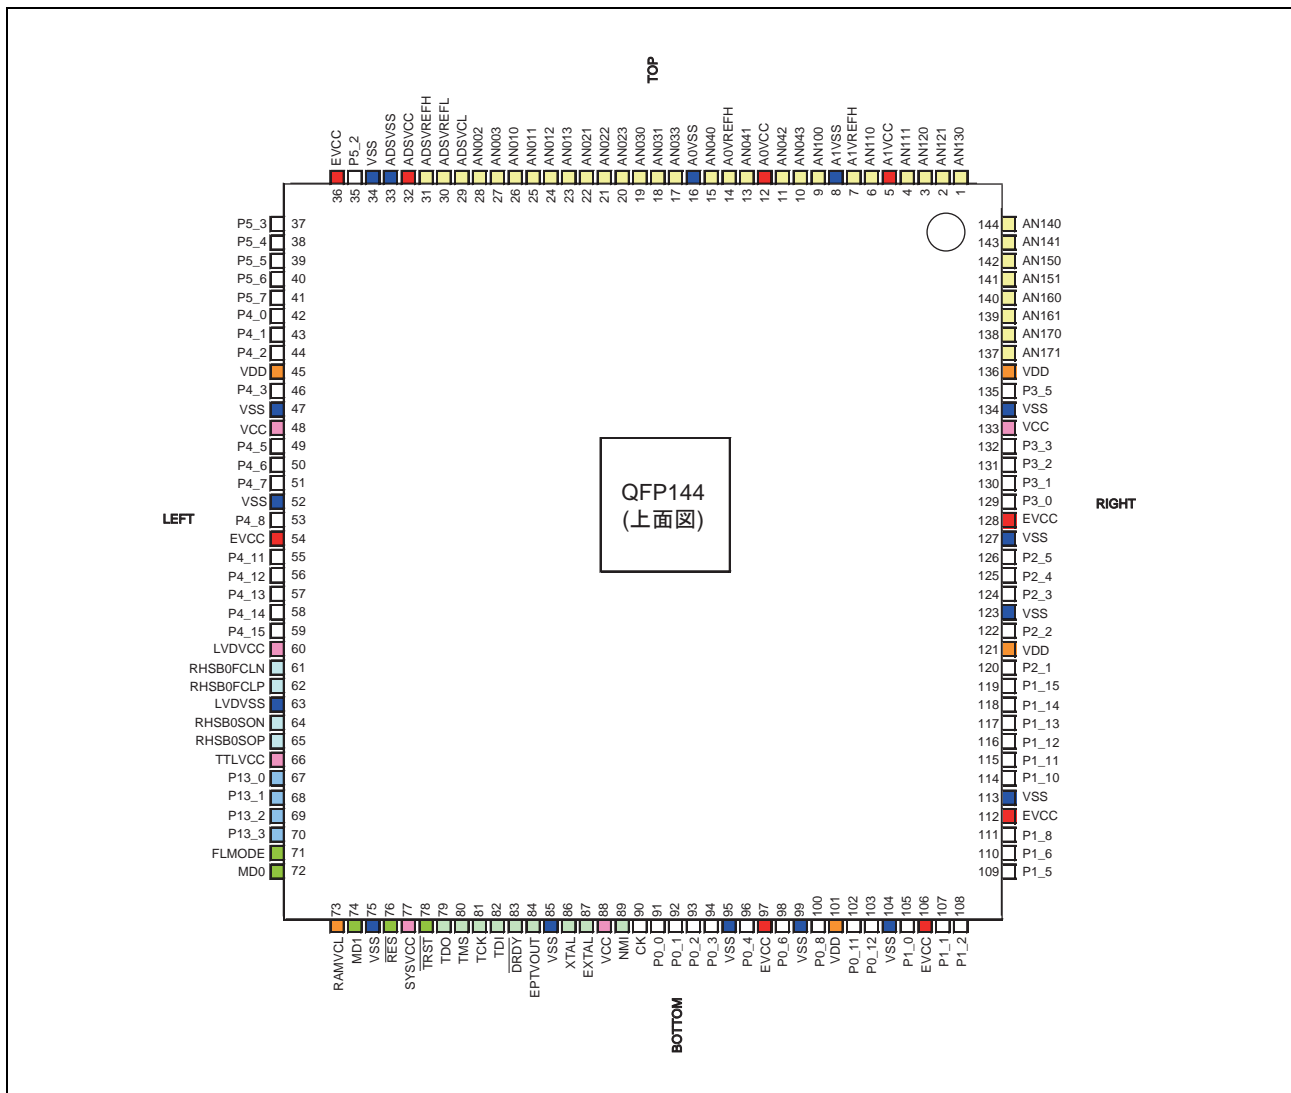 TOP
EVCC
P5_2
VSS
ADSVSS
ADSVCC
ADSVREFH
ADSVREFL
ADSVCL
AN002
AN003
AN010
AN011
AN012
AN013
AN021
AN022
AN023
AN030
AN031
AN033
A0VSS
AN040
A0VREFH
AN041
A0VCC
AN042
AN043
AN100
A1VSS
A1VREFH
AN110
A1VCC
AN111
AN120
AN121
AN130
36
35
34
33
32
31
30
29
28
27
26
25
24
23
22
21
20
19
18
17
16
15
14
13
12
11
10
9
8
7
6
5
4
3
2
1
LEFT
P5_3 37
P5_4 38
P5_5 39
P5_6 40
P5_7 41
P4_0 42
P4_1 43
P4_2 44
VDD 45
P4_3 46
VSS 47
VCC 48
P4_5 49
P4_6 50
P4_7 51
VSS 52
P4_8 53
EVCC 54
P4_11 55
P4_12 56
P4_13 57
P4_14 58
P4_15 59
LVDVCC 60
RHSB0FCLN 61
RHSB0FCLP 62
LVDVSS 63
RHSB0SON 64
RHSB0SOP 65
TTLVCC 66
P13_0 67
P13_1 68
P13_2 69
P13_3 70
FLMODE 71
MD0 72
QFP144
(上面図)
144 AN140
143 AN141
142 AN150
141 AN151
140 AN160
139 AN161
138 AN170
137 AN171
136 VDD
135 P3_5
134 VSS
133 VCC
132 P3_3
131 P3_2
130 P3_1
129 P3_0
128 EVCC
127 VSS
126 P2_5
125 P2_4
124 P2_3
123 VSS
122 P2_2
121 VDD
120 P2_1
119 P1_15
118 P1_14
117 P1_13
116 P1_12
115 P1_11
114 P1_10
113 VSS
112 EVCC
111 P1_8
110 P1_6
109 P1_5
RIGHT
73
74
75
76
77
78
79
80
81
82
83
84
85
86
87
88
89
90
91
92
93
94
95
96
97
98
99
100
101
102
103
104
105
106
107
108
RAMVCL
MD1
VSS
RES
SYSVCC
TRST
TDO
TMS
TCK
TDI
DRDY
EPTVOUT
VSS
XTAL
EXTAL
VCC
NMI
CK
P0_0
P0_1
P0_2
P0_3
VSS
P0_4
EVCC
P0_6
VSS
P0_8
VDD
P0_11
P0_12
VSS
P1_0
EVCC
P1_1
P1_2
BOTTOM